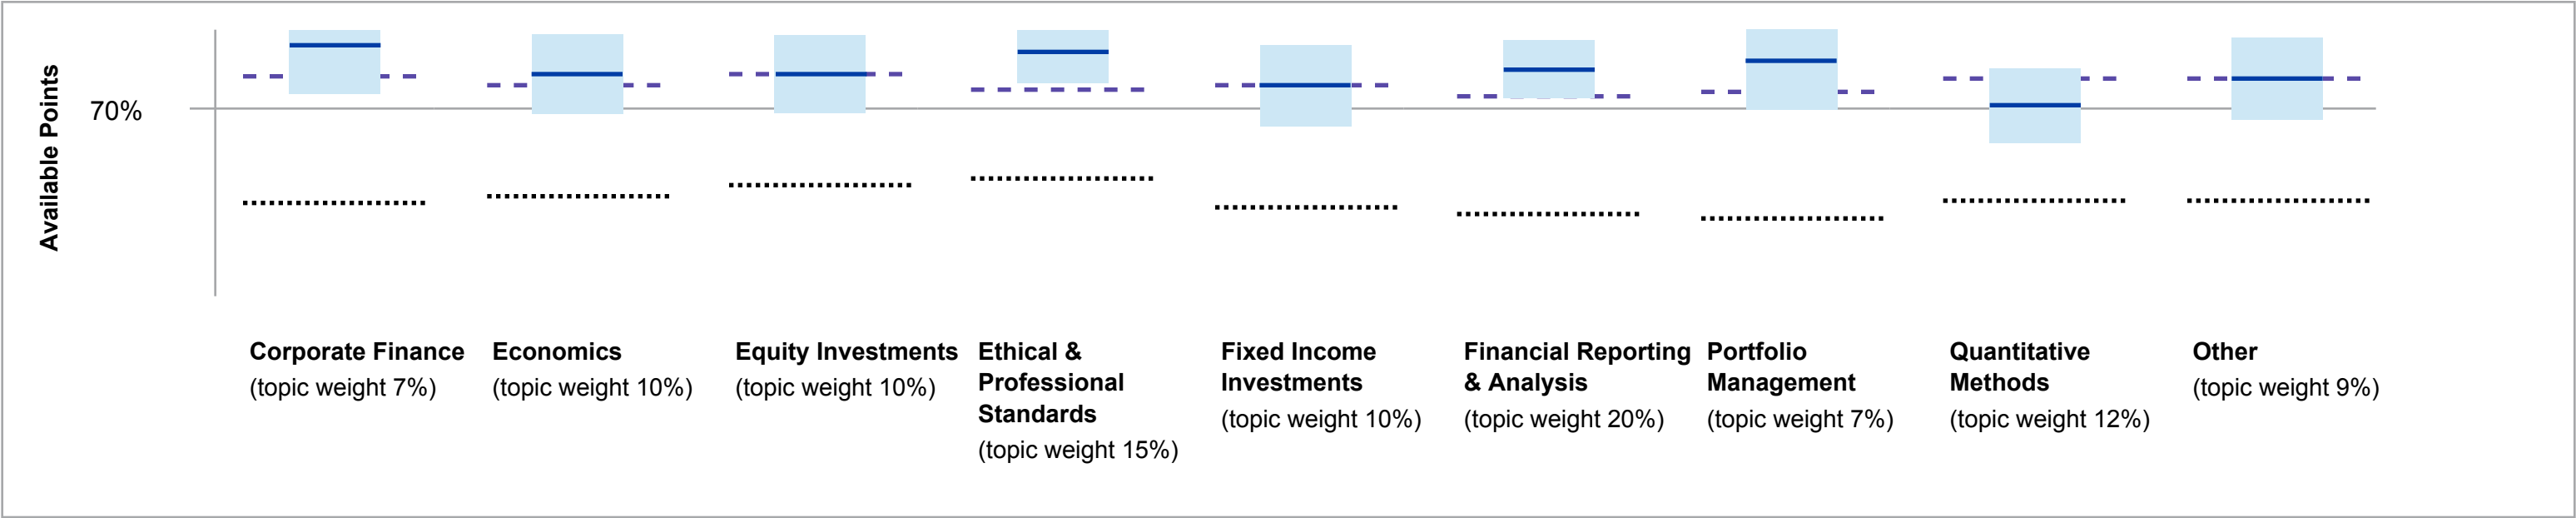 Available Points
70%
Corporate Finance
(topic weight 7%)
Economics
(topic weight 10%)
Equity Investments
(topic weight 10%)
Ethical &
Professional
Standards
(topic weight 15%)
Fixed Income
Investments
(topic weight 10%)
Financial Reporting
& Analysis
(topic weight 20%)
Portfolio
Management
(topic weight 7%)
Quantitative
Methods
(topic weight 12%)
Other
(topic weight 9%)